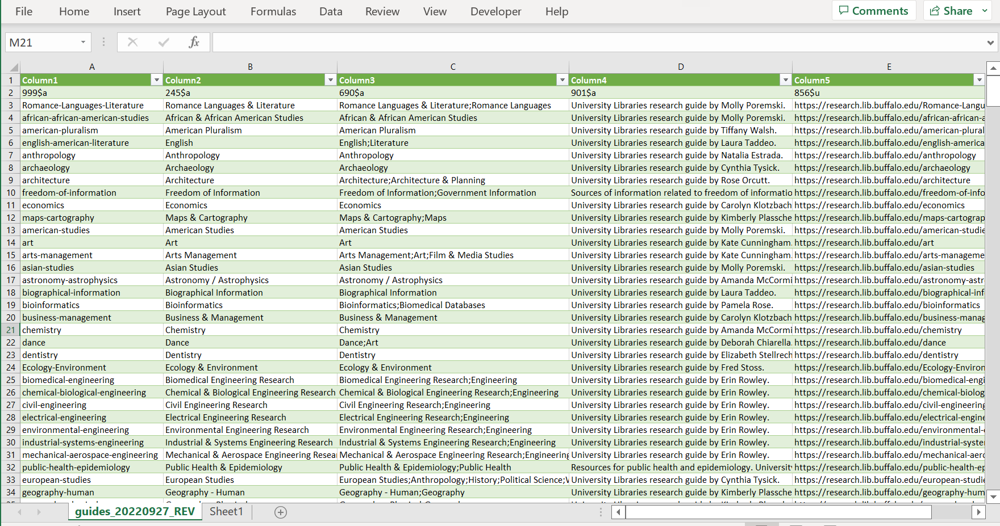 File Home Insert Page Layout Formulas Data Review View Developer Help Comments Share
M21 fx
A B C D E
1 Column1 Column2 Column3 Column4 Column5
2 999$a 245$a 690$a 901$a 856$u
3 Romance-Languages-Literature Romance Languages & Literature Romance Languages & Literature;Romance Languages University Libraries research guide by Molly Poremski. https://research.lib.buffalo.edu/Romance-Langu
4 african-african-american-studies African & African American Studies African & African American Studies University Libraries research guide by Molly Poremski. https://research.lib.buffalo.edu/african-african-a
5 american-pluralism American Pluralism American Pluralism University Libraries research guide by Tiffany Walsh. https://research.lib.buffalo.edu/american-plural
6 english-american-literature English English;Literature University Libraries research guide by Laura Taddeo. https://research.lib.buffalo.edu/english-america
7 anthropology Anthropology Anthropology University Libraries research guide by Natalia Estrada. https://research.lib.buffalo.edu/anthropology
8 archaeology Archaeology Archaeology University Libraries research guide by Cynthia Tysick. https://research.lib.buffalo.edu/archaeology
9 architecture Architecture Architecture;Architecture & Planning University Libraries research guide by Rose Orcutt. https://research.lib.buffalo.edu/architecture
10 freedom-of-information Freedom of Information Freedom of Information;Government Information Sources of information related to freedom of informatio https://research.lib.buffalo.edu/freedom-of-info
11 economics Economics Economics University Libraries research guide by Carolyn Klotzbach https://research.lib.buffalo.edu/economics
12 maps-cartography Maps & Cartography Maps & Cartography;Maps University Libraries research guide by Kimberly Plassche https://research.lib.buffalo.edu/maps-cartograp
13 american-studies American Studies American Studies University Libraries research guide by Molly Poremski. https://research.lib.buffalo.edu/american-studie
14 art Art Art University Libraries research guide by Kate Cunningham. https://research.lib.buffalo.edu/art
15 arts-management Arts Management Arts Management;Art;Film & Media Studies University Libraries research guide by Kate Cunningham. https://research.lib.buffalo.edu/arts-manageme
16 asian-studies Asian Studies Asian Studies University Libraries research guide by Molly Poremski. https://research.lib.buffalo.edu/asian-studies
17 astronomy-astrophysics Astronomy / Astrophysics Astronomy / Astrophysics University Libraries research guide by Amanda McCormi https://research.lib.buffalo.edu/astronomy-astr
18 biographical-information Biographical Information Biographical Information University Libraries research guide by Laura Taddeo. https://research.lib.buffalo.edu/biographical-inf
19 bioinformatics Bioinformatics Bioinformatics;Biomedical Databases University Libraries research guide by Pamela Rose. https://research.lib.buffalo.edu/bioinformatics
20 business-management Business & Management Business & Management University Libraries research guide by Carolyn Klotzbach https://research.lib.buffalo.edu/business-manag
21 chemistry Chemistry Chemistry University Libraries research guide by Amanda McCormi https://research.lib.buffalo.edu/chemistry
22 dance Dance Dance;Art University Libraries research guide by Deborah Chiarella. https://research.lib.buffalo.edu/dance
23 dentistry Dentistry Dentistry University Libraries research guide by Elizabeth Stellrech https://research.lib.buffalo.edu/dentistry
24 Ecology-Environment Ecology & Environment Ecology & Environment University Libraries research guide by Fred Stoss. https://research.lib.buffalo.edu/Ecology-Environ
25 biomedical-engineering Biomedical Engineering Research Biomedical Engineering Research;Engineering University Libraries research guide by Erin Rowley. https://research.lib.buffalo.edu/biomedical-engi
26 chemical-biological-engineering Chemical & Biological Engineering Research Chemical & Biological Engineering Research;Engineering University Libraries research guide by Erin Rowley. https://research.lib.buffalo.edu/chemical-biolog
27 civil-engineering Civil Engineering Research Civil Engineering Research;Engineering University Libraries research guide by Erin Rowley. https://research.lib.buffalo.edu/civil-engineering
28 electrical-engineering Electrical Engineering Research Electrical Engineering Research;Engineering University Libraries research guide by Erin Rowley. https://research.lib.buffalo.edu/electrical-engine
29 environmental-engineering Environmental Engineering Research Environmental Engineering Research;Engineering University Libraries research guide by Erin Rowley. https://research.lib.buffalo.edu/environmental-
30 industrial-systems-engineering Industrial & Systems Engineering Research Industrial & Systems Engineering Research;Engineering University Libraries research guide by Erin Rowley. https://research.lib.buffalo.edu/industrial-syste
31 mechanical-aerospace-engineering Mechanical & Aerospace Engineering Resea Mechanical & Aerospace Engineering Research;Engineering University Libraries research guide by Erin Rowley. https://research.lib.buffalo.edu/mechanical-aero
32 public-health-epidemiology Public Health & Epidemiology Public Health & Epidemiology;Public Health Resources for public health and epidemiology. Universit https://research.lib.buffalo.edu/public-health-ep
33 european-studies European Studies European Studies;Anthropology;History;Political Science; University Libraries research guide by Cynthia Tysick. https://research.lib.buffalo.edu/european-studie
34 geography-human Geography - Human Geography - Human;Geography University Libraries research guide by Kimberly Plassche https://research.lib.buffalo.edu/geography-hum
guides_20220927_REV Sheet1